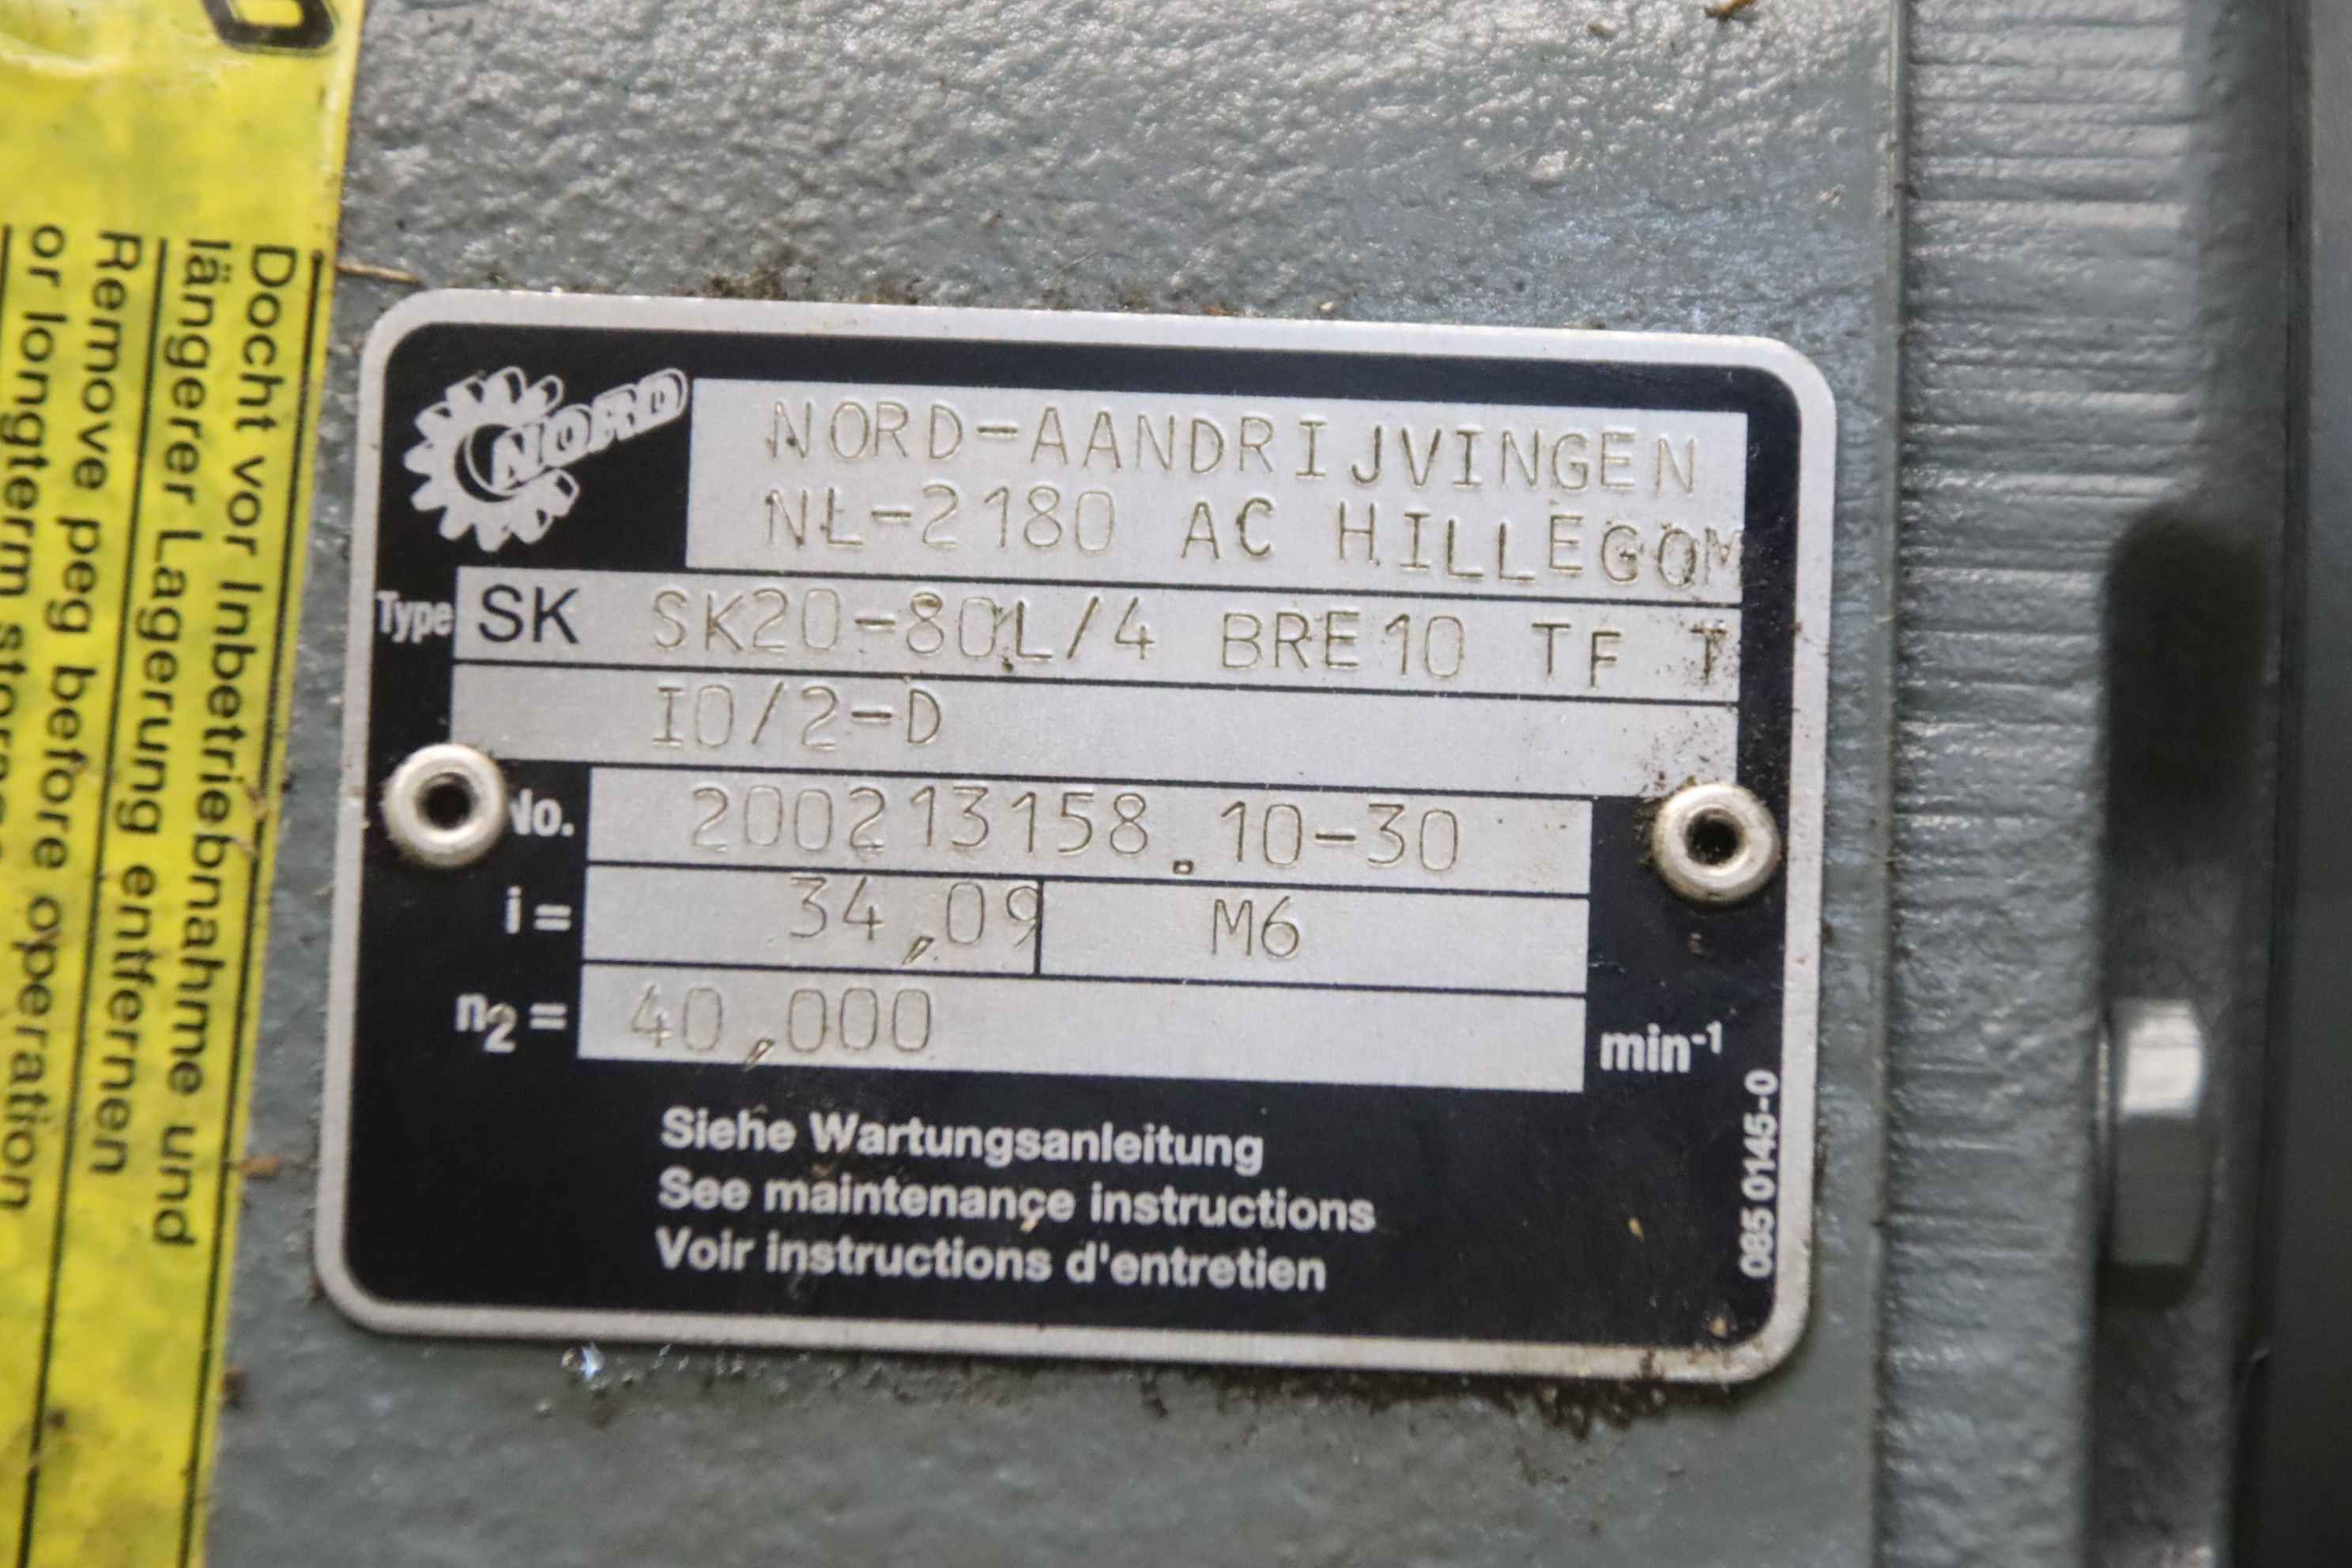 NORD
NORD-AANDRIJVINGEN
NL-2180 AC HILLEGOM
Type SK SK20-80L/4 BRE10 TF T
IO/2-D
No. 200213158.10-30
i = 34,09 M6
n2 = 40,000 min-1
Siehe Wartungsanleitung
See maintenance instructions
Voir instructions d'entretien
085 0145-0
Docht vor Inbetriebnahme und
längerer Lagerung entfernen
Remove peg before operation
or longterm storage